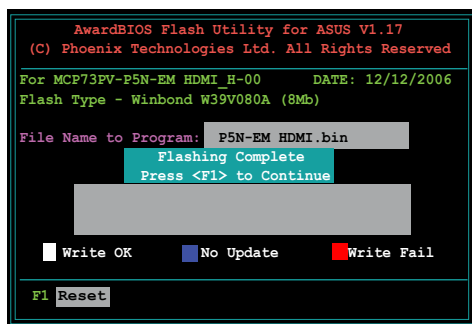 AwardBIOS Flash Utility for ASUS V1.17
(C) Phoenix Technologies Ltd. All Rights Reserved
For MCP73PV-P5N-EM HDMI_H-00 DATE: 12/12/2006
Flash Type - Winbond W39V080A (8Mb)
File Name to Program: P5N-EM HDMI.bin
Flashing Complete
Press <F1> to Continue
Write OK No Update Write Fail
F1 Reset